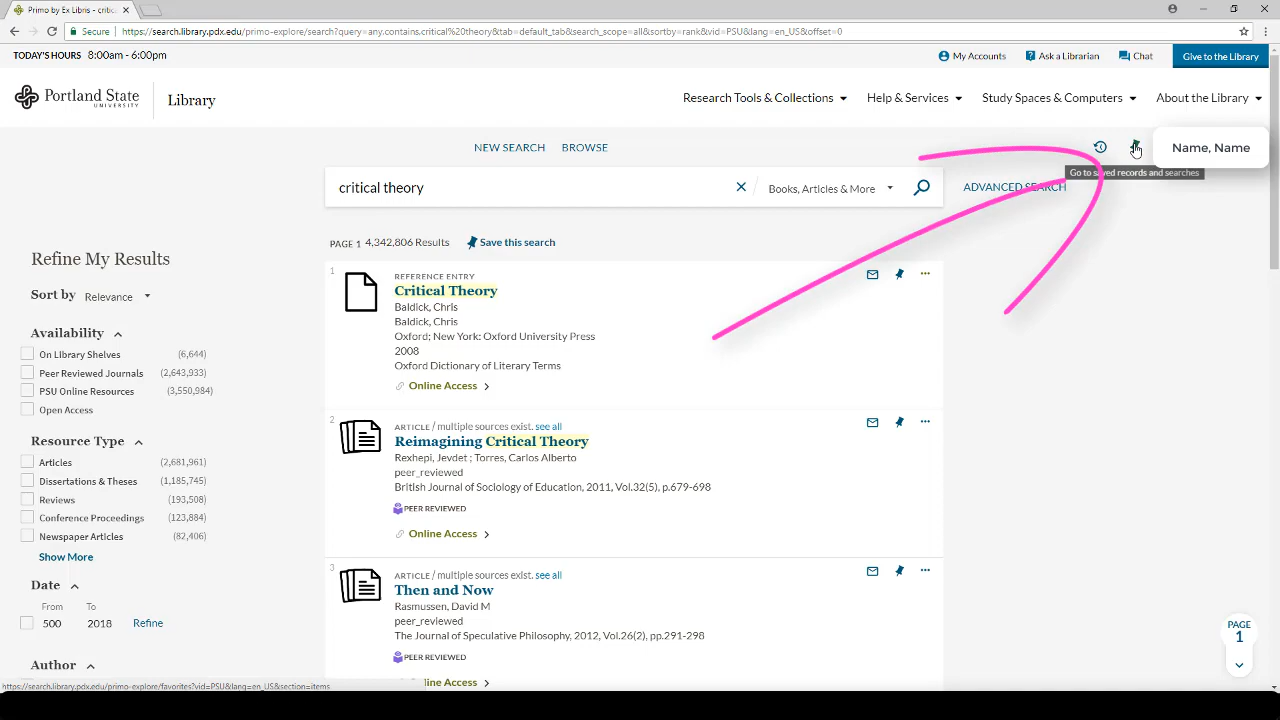 Primo by Ex Libris - critic
Secure https://search.library.pdx.edu/primo-explore/search?query=any.contains.critical%20theory&tab=default_tab&search_scope=all&sortby=rank&vid=PSU&lang=en_US&offset=0
TODAY'S HOURS 8:00am - 6:00pm
My Accounts Ask a Librarian Chat Give to the Library
Portland State UNIVERSITY Library
Research Tools & Collections Help & Services Study Spaces & Computers About the Library
NEW SEARCH BROWSE
Name, Name
Go to saved records and searches
critical theory
Books, Articles & More
ADVANCED SEARCH
PAGE 1 4,342,806 Results Save this search
Refine My Results
Sort by Relevance
Availability
On Library Shelves (6,644)
Peer Reviewed Journals (2,643,933)
PSU Online Resources (3,550,984)
Open Access
Resource Type
Articles (2,681,961)
Dissertations & Theses (1,185,745)
Reviews (193,508)
Conference Proceedings (123,884)
Newspaper Articles (82,406)
Show More
Date
From To
500 2018 Refine
Author
1
REFERENCE ENTRY
Critical Theory
Baldick, Chris
Baldick, Chris
Oxford; New York: Oxford University Press
2008
Oxford Dictionary of Literary Terms
Online Access
2
ARTICLE / multiple sources exist. see all
Reimagining Critical Theory
Rexhepi, Jevdet ; Torres, Carlos Alberto
peer_reviewed
British Journal of Sociology of Education, 2011, Vol.32(5), p.679-698
PEER REVIEWED
Online Access
3
ARTICLE / multiple sources exist. see all
Then and Now
Rasmussen, David M
peer_reviewed
The Journal of Speculative Philosophy, 2012, Vol.26(2), pp.291-298
PEER REVIEWED
line Access
PAGE
1
https://search.library.pdx.edu/primo-explore/favorites?vid=PSU&lang=en_US&section=items